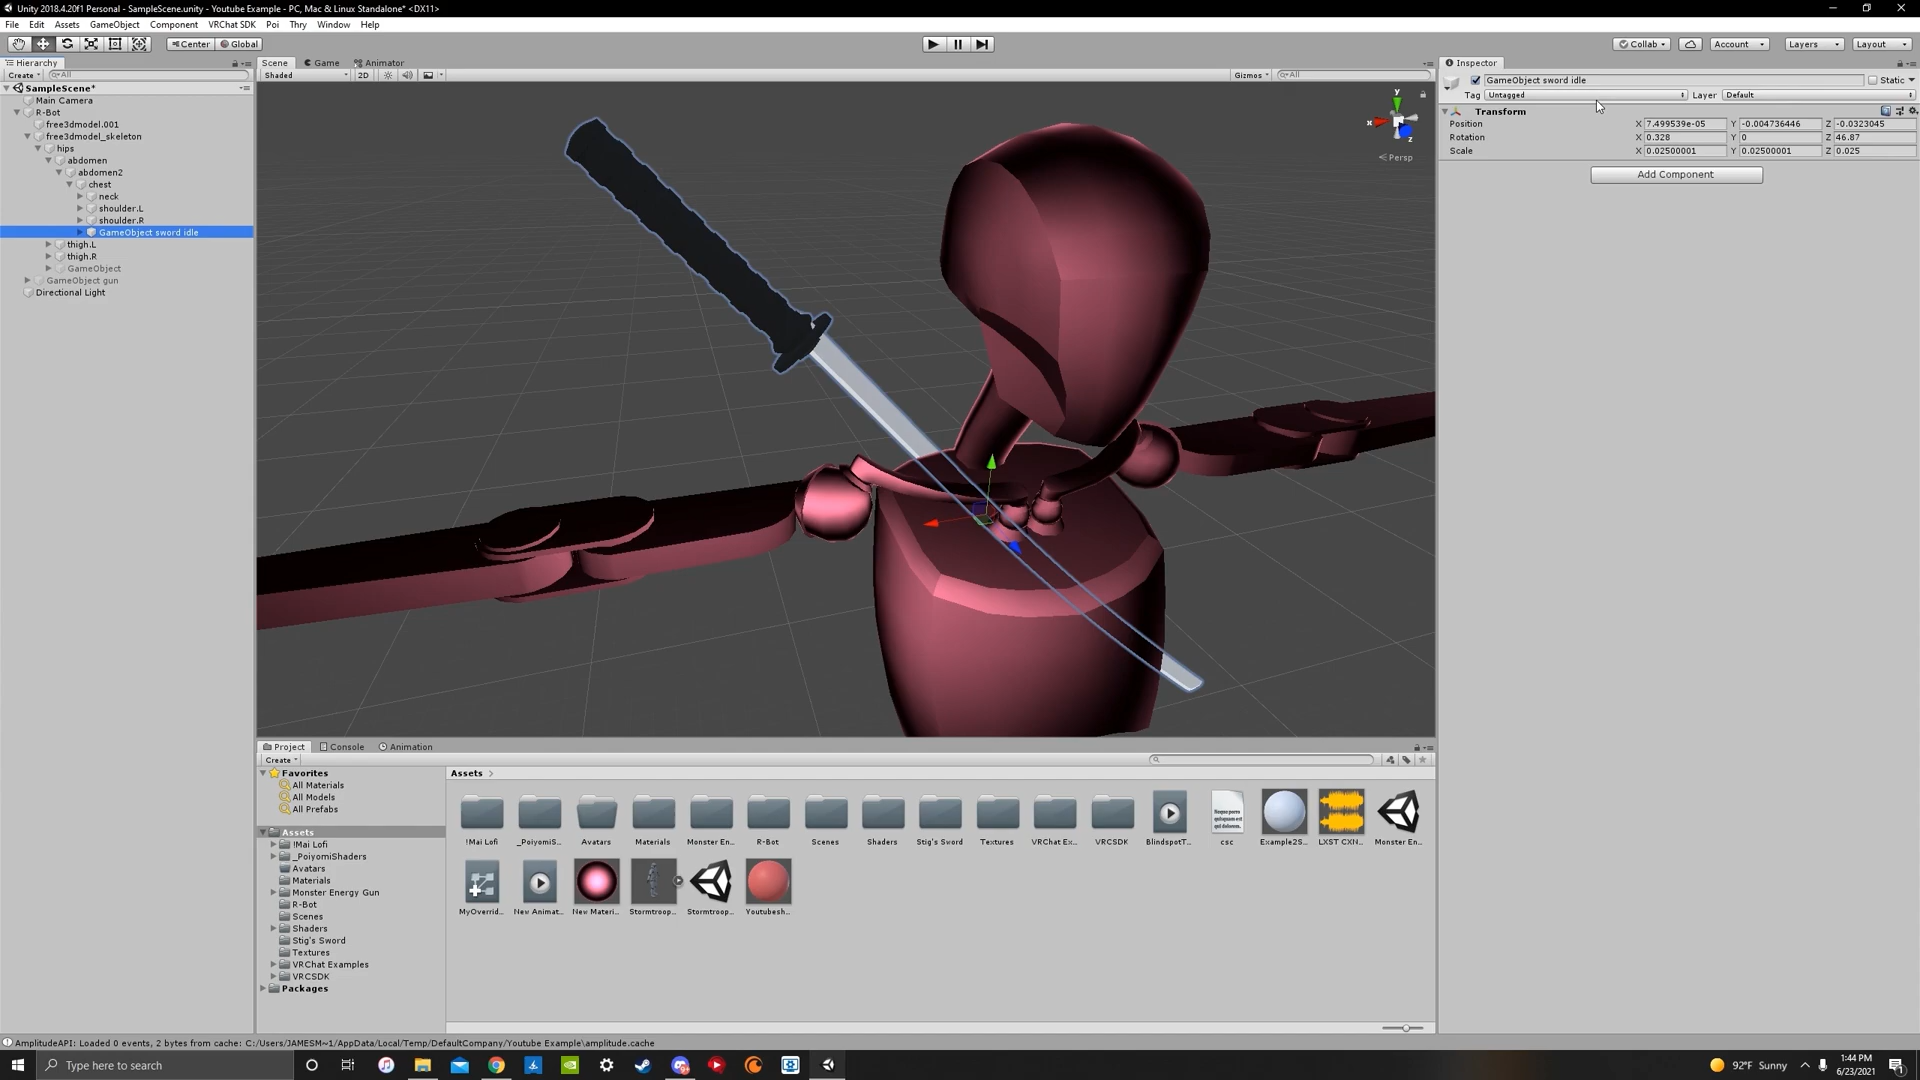 Unity 2018.4.20f1 Personal - SampleScene.unity - Youtube Example - PC, Mac & Linux Standalone* <DX11>
File Edit Assets GameObject Component VRChat SDK Poi Thry Window Help
Center Global
Collab Account Layers Layout
Hierarchy
Create All
SampleScene*
Main Camera
R-Bot
free3dmodel.001
free3dmodel_skeleton
hips
abdomen
abdomen2
chest
neck
shoulder.L
shoulder.R
GameObject sword idle
thigh.L
thigh.R
GameObject
GameObject gun
Directional Light
Scene Game Animator
Shaded 2D Gizmos All
y
x
z
Persp
Inspector
GameObject sword idle Static
Tag Untagged Layer Default
Transform
Position X 7.499539e-05 Y -0.004736446 Z -0.0323045
Rotation X 0.328 Y 0 Z 46.87
Scale X 0.02500001 Y 0.02500001 Z 0.025
Add Component
Project Console Animation
Create
Favorites
All Materials
All Models
All Prefabs
Assets
!Mai Lofi
_PoiyomiShaders
Avatars
Materials
Monster Energy Gun
R-Bot
Scenes
Shaders
Stig's Sword
Textures
VRChat Examples
VRCSDK
Packages
Assets
!Mai Lofi _PoiyomiS... Avatars Materials Monster En... R-Bot Scenes Shaders Stig's Sword Textures VRChat Ex... VRCSDK BlindspotT... csc Example2S... LXST CXN... Monster En...
MyOverrid... New Animat... New Materi... Stormtroop... Stormtroop... Youtubesh...
AmplitudeAPI: Loaded 0 events, 2 bytes from cache: C:/Users/JAMESM~1/AppData/Local/Temp/DefaultCompany/Youtube Example\amplitude.cache
Type here to search
92°F Sunny
1:44 PM
6/23/2021